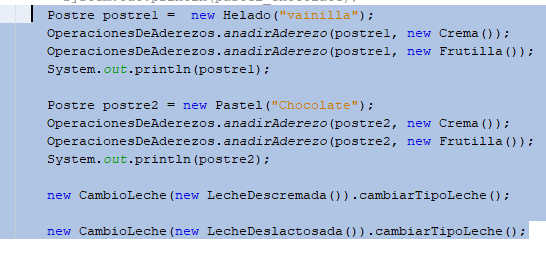 Postre postre1 =  new Helado("vainilla");
OperacionesDeAderezos.anadirAderezo(postre1, new Crema());
OperacionesDeAderezos.anadirAderezo(postre1, new Frutilla());
System.out.println(postre1);
Postre postre2 = new Pastel("Chocolate");
OperacionesDeAderezos.anadirAderezo(postre2, new Crema());
OperacionesDeAderezos.anadirAderezo(postre2, new Frutilla());
System.out.println(postre2);
new CambioLeche(new LecheDescremada()).cambiarTipoLeche();
new CambioLeche(new LecheDeslactosada()).cambiarTipoLeche();